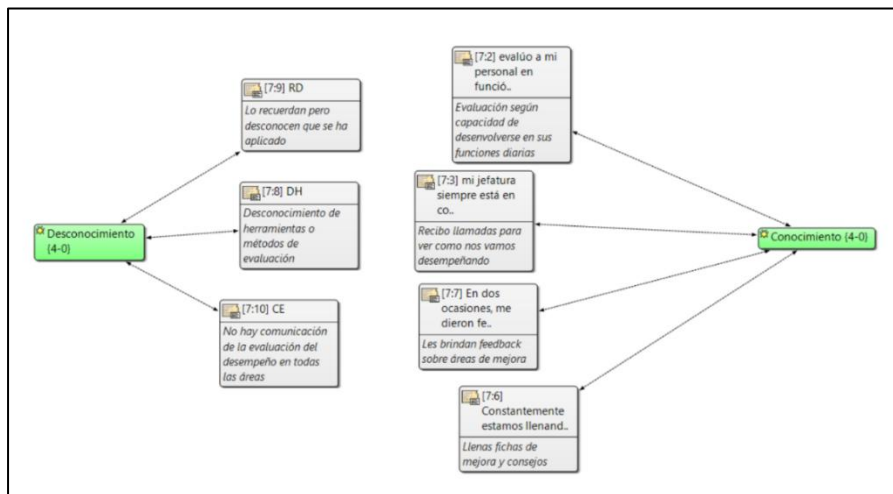 [7:9] RD
Lo recuerdan pero
desconocen que se ha
aplicado
[7:8] DH
Desconocimiento de
herramientas o
métodos de
evaluación
Desconocimiento
{4-0}
[7:10] CE
No hay comunicación
de la evaluación del
desempeño en todas
las áreas
[7:2] evalúo a mi
personal en
funció..
Evaluación según
capacidad de
desenvolverse en sus
funciones diarias
[7:3] mi jefatura
siempre está en
co..
Recibo llamadas para
ver como nos vamos
desempeñando
Conocimiento {4-0}
[7:7] En dos
ocasiones, me
dieron fe..
Les brindan feedback
sobre áreas de mejora
[7:6]
Constantemente
estamos llenand..
Llenas fichas de
mejora y consejos